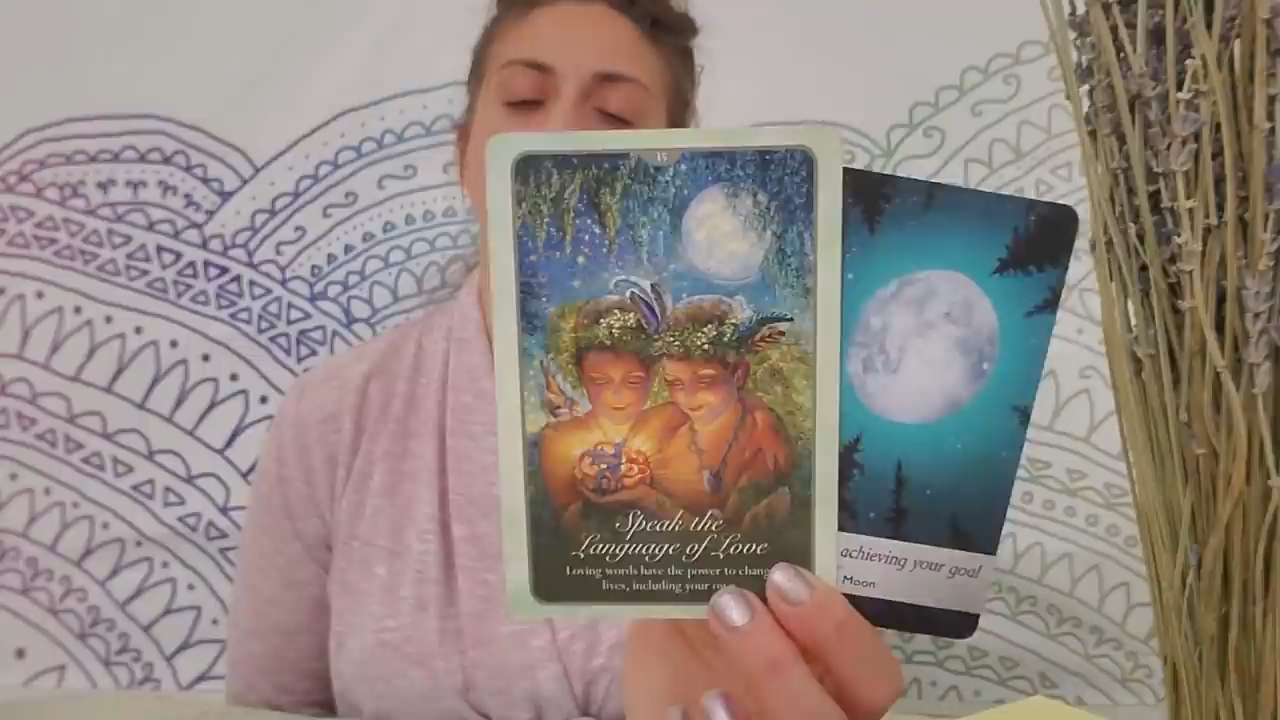 15
Speak the
Language of Love
Loving words have the power to change
lives, including your
achieving your goal
Moon